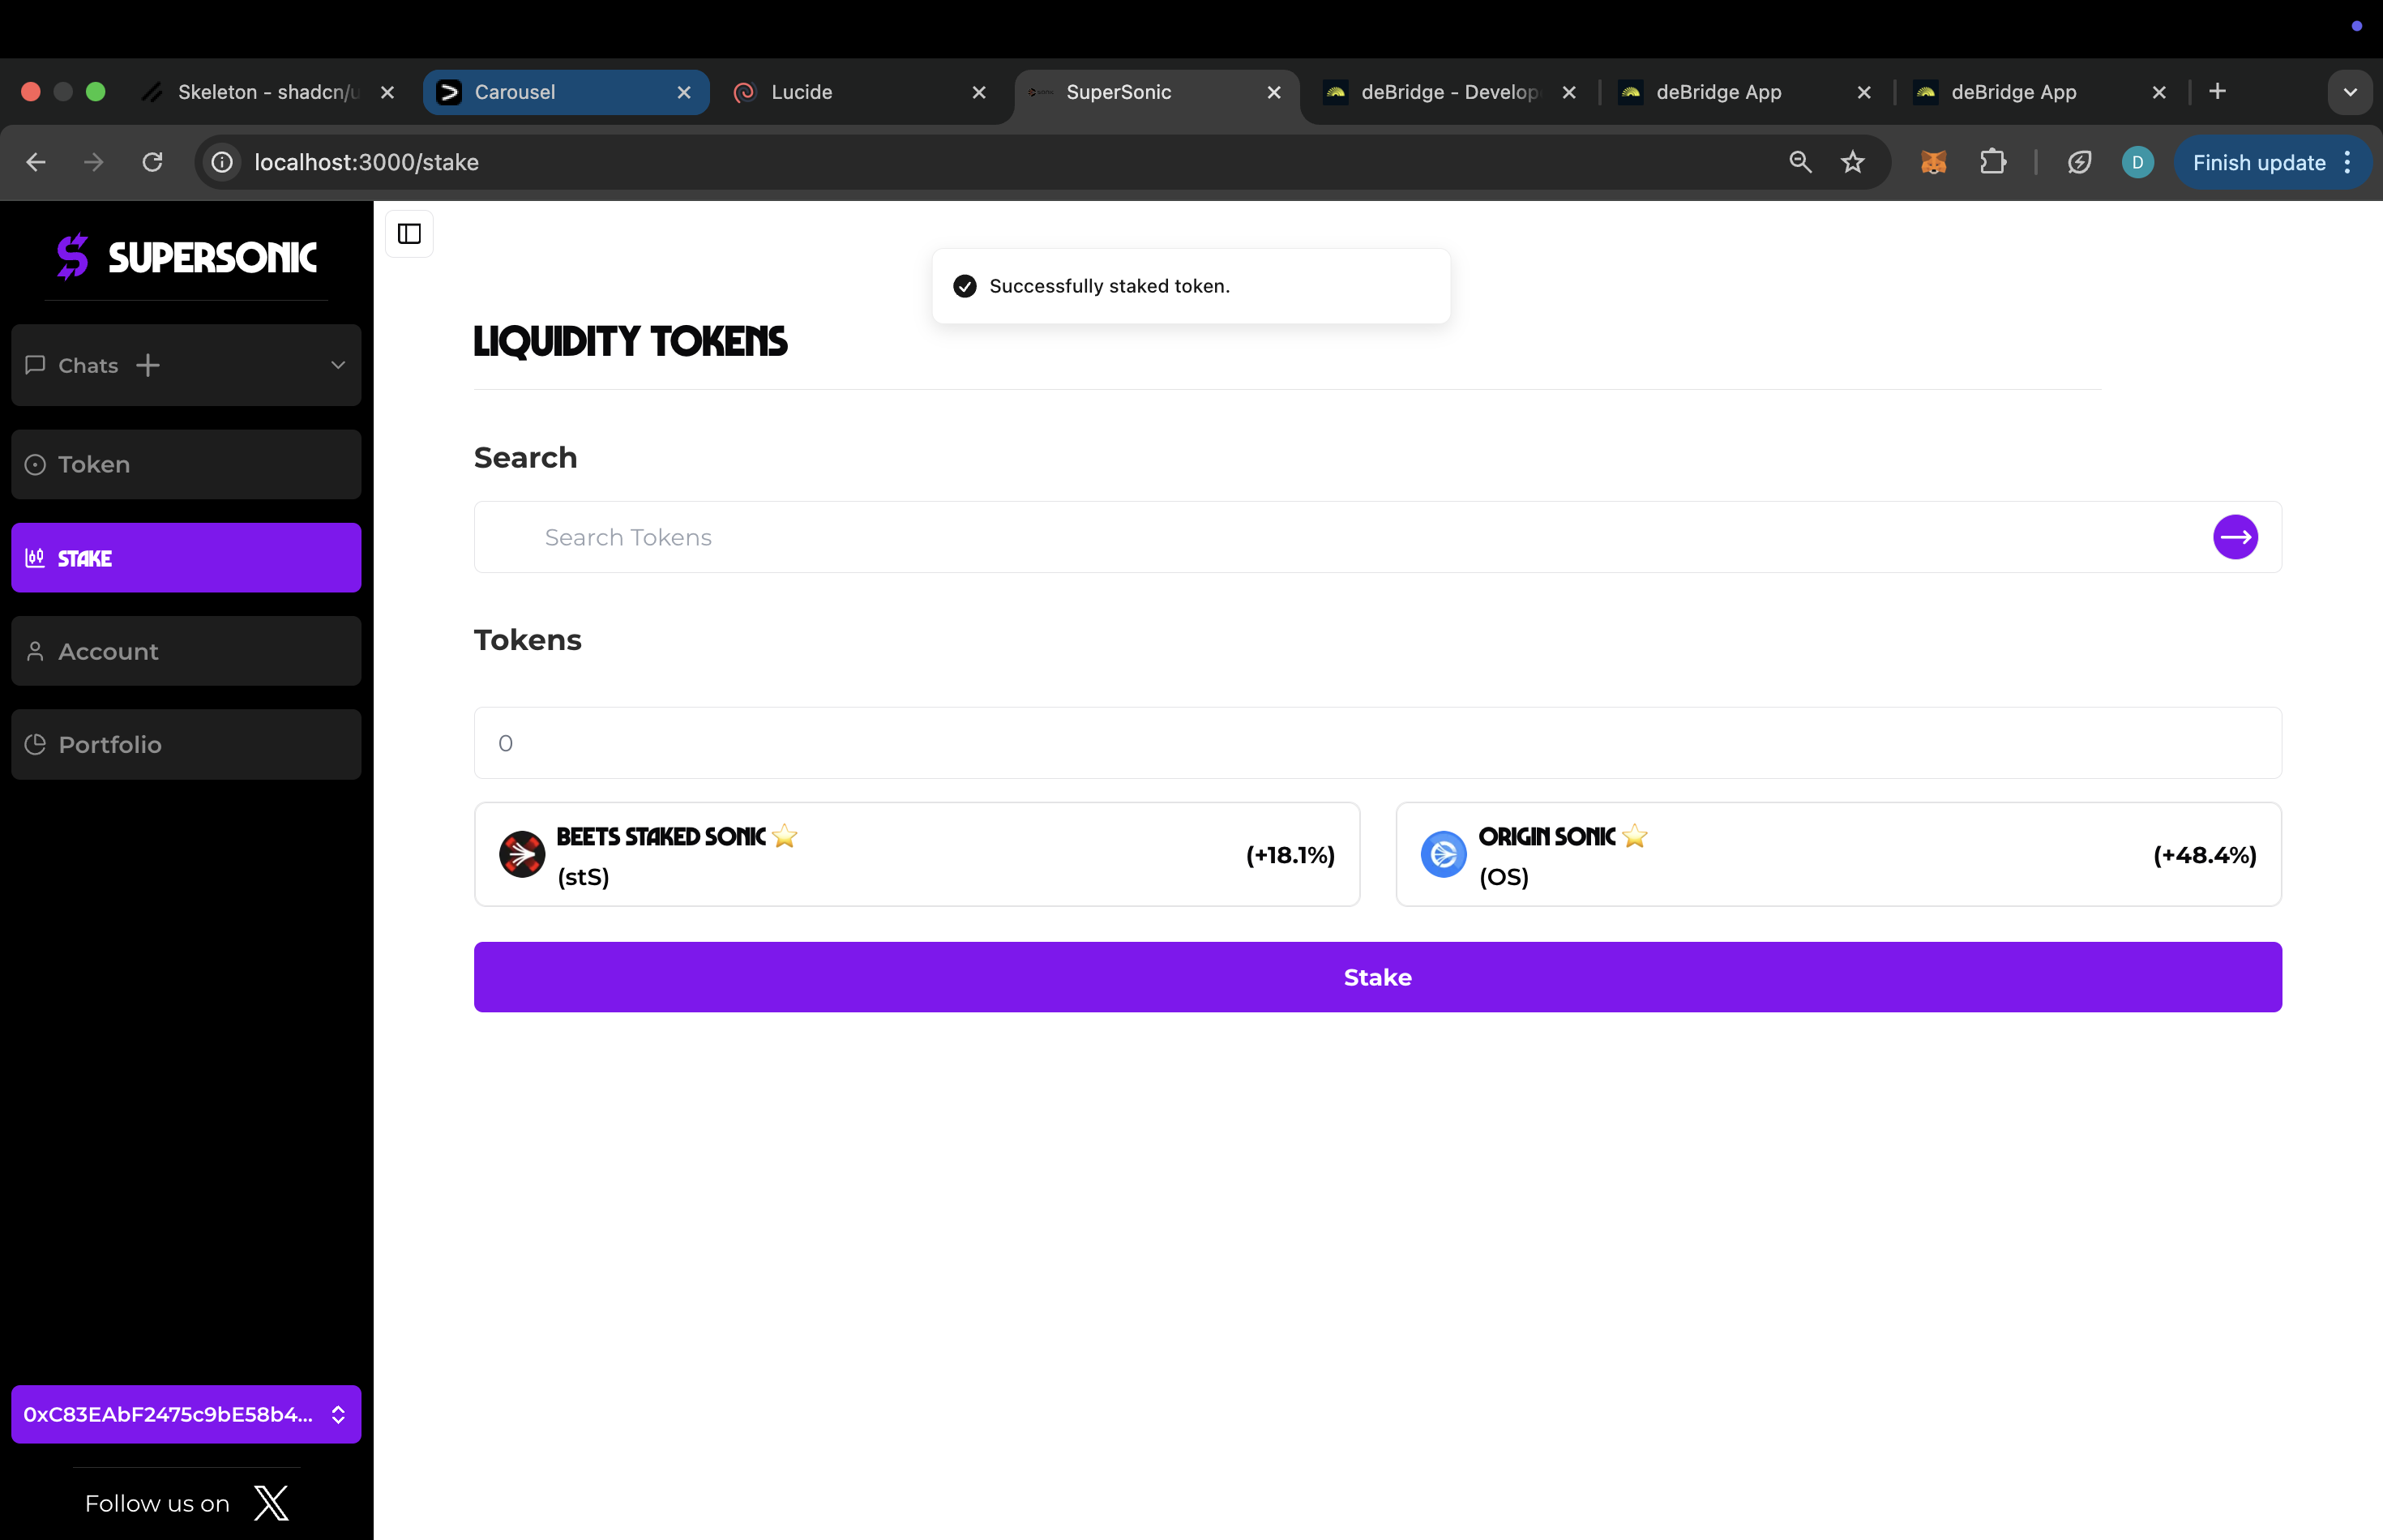 Skeleton - shadcn/u
Carousel
Lucide
SuperSonic
deBridge - Develop
deBridge App
deBridge App
localhost:3000/stake
D
Finish update
SUPERSONIC
Chats
Token
STAKE
Account
Portfolio
0xC83EAbF2475c9bE58b4...
Follow us on
Successfully staked token.
LIQUIDITY TOKENS
Search
Search Tokens
Tokens
0
BEETS STAKED SONIC ⭐
(stS)
(+18.1%)
ORIGIN SONIC ⭐
(OS)
(+48.4%)
Stake